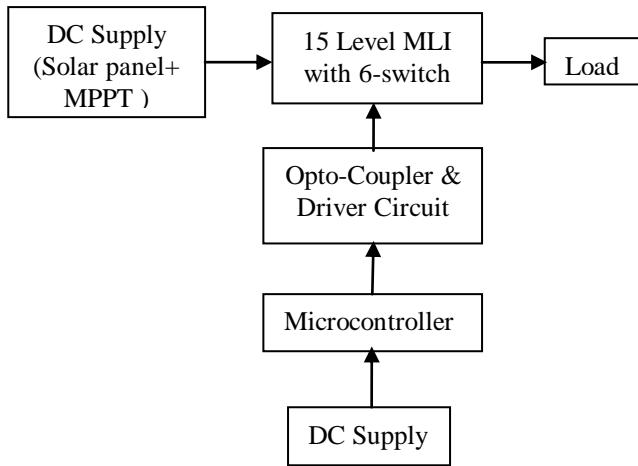 DC Supply
(Solar panel+
MPPT )
15 Level MLI
with 6-switch
Load
Opto-Coupler &
Driver Circuit
Microcontroller
DC Supply